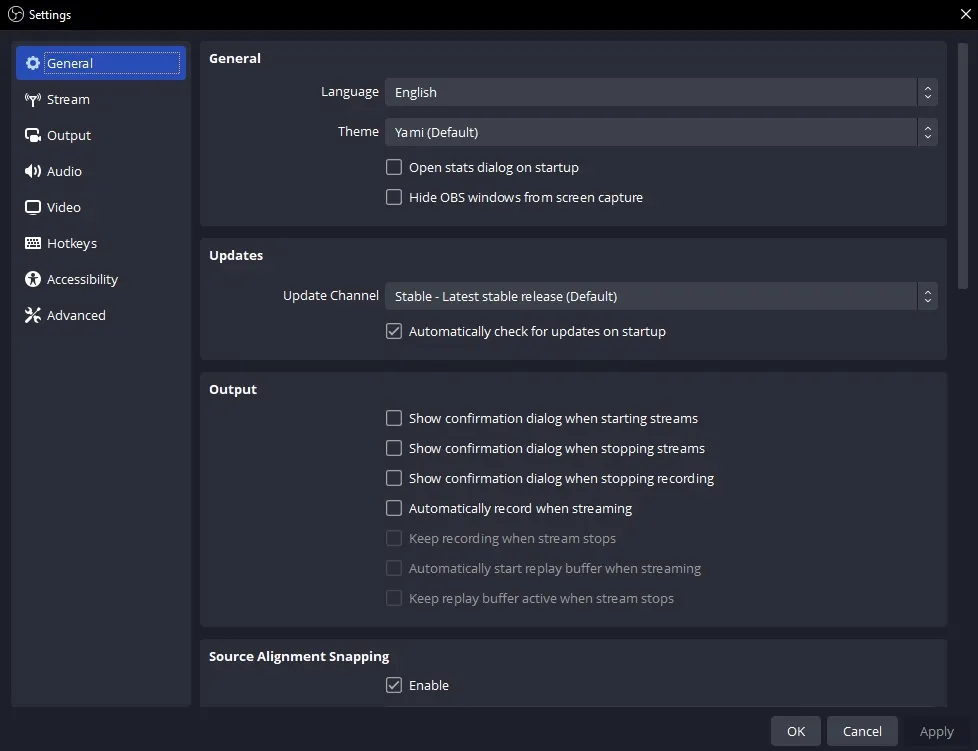 Settings
General
Stream
Output
Audio
Video
Hotkeys
Accessibility
Advanced
General
Language English
Theme Yami (Default)
Open stats dialog on startup
Hide OBS windows from screen capture
Updates
Update Channel Stable - Latest stable release (Default)
Automatically check for updates on startup
Output
Show confirmation dialog when starting streams
Show confirmation dialog when stopping streams
Show confirmation dialog when stopping recording
Automatically record when streaming
Keep recording when stream stops
Automatically start replay buffer when streaming
Keep replay buffer active when stream stops
Source Alignment Snapping
Enable
OK Cancel Apply